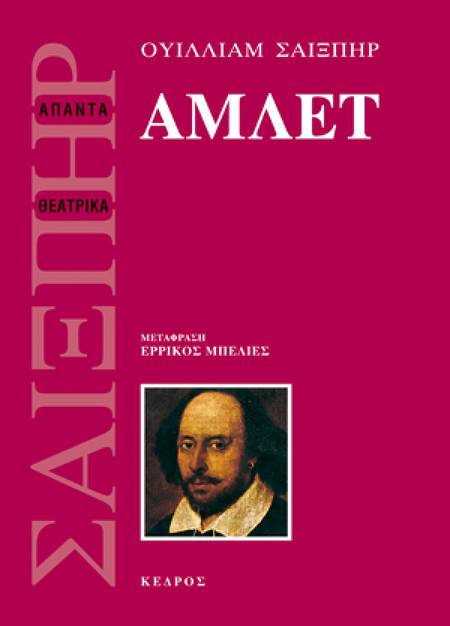 ΟΥΙΛΛΙΑΜ ΣΑΙΞΠΗΡ
ΑΜΛΕΤ
ΣΑΙΞΠΗΡ
ΑΠΑΝΤΑ
ΘΕΑΤΡΙΚΑ
ΜΕΤΑΦΡΑΣΗ
ΕΡΡΙΚΟΣ ΜΠΕΛΙΕΣ
ΚΕΔΡΟΣ